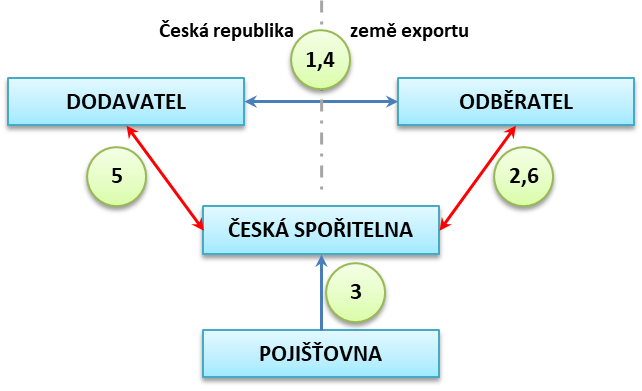 Česká republika
země exportu
1,4
DODAVATEL
ODBĚRATEL
5
2,6
ČESKÁ SPOŘITELNA
3
POJIŠŤOVNA